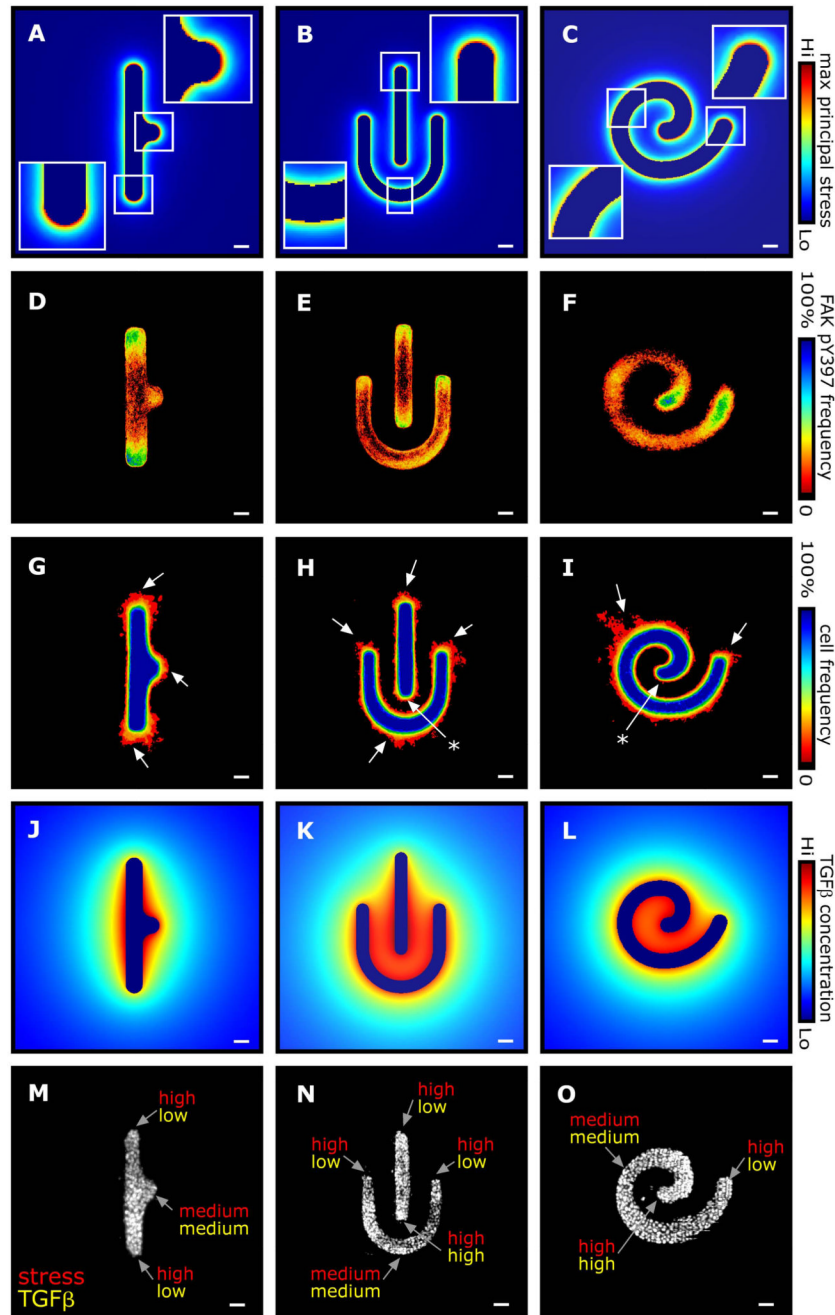 A
B
C
Hi
max principal stress
Lo
D
E
F
100%
FAK pY397 frequency
0
G
H
I
*
*
100%
cell frequency
0
J
K
L
Hi
TGFβ concentration
Lo
M
high
low
medium
medium
high
low
stress
TGFβ
N
high
low
high
low
high
low
high
high
medium
medium
O
medium
medium
high
low
high
high